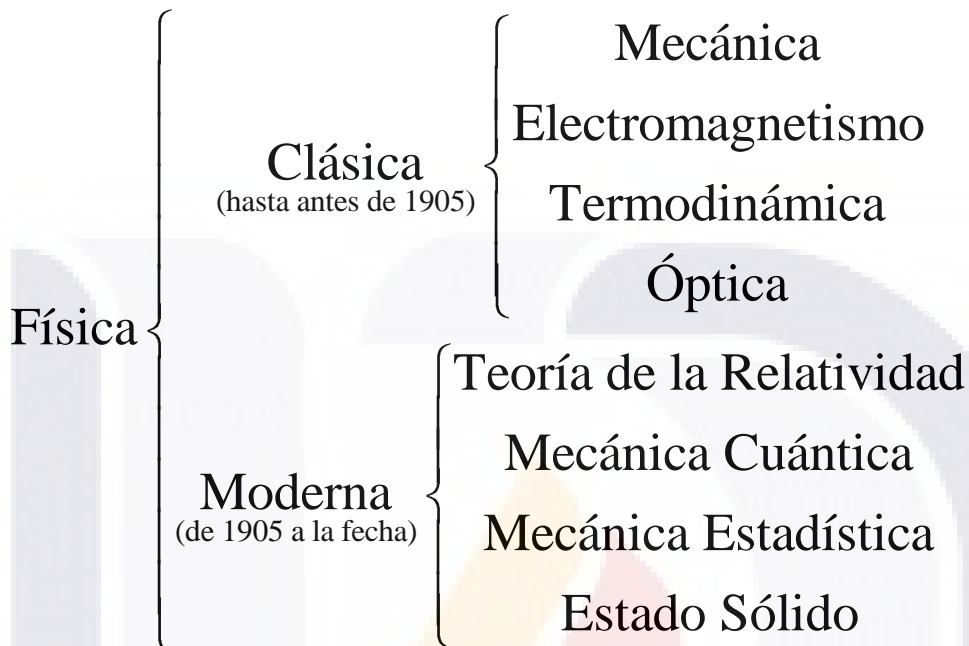 Física
Clásica
(hasta antes de 1905)
Mecánica
Electromagnetismo
Termodinámica
Óptica
Moderna
(de 1905 a la fecha)
Teoría de la Relatividad
Mecánica Cuántica
Mecánica Estadística
Estado Sólido